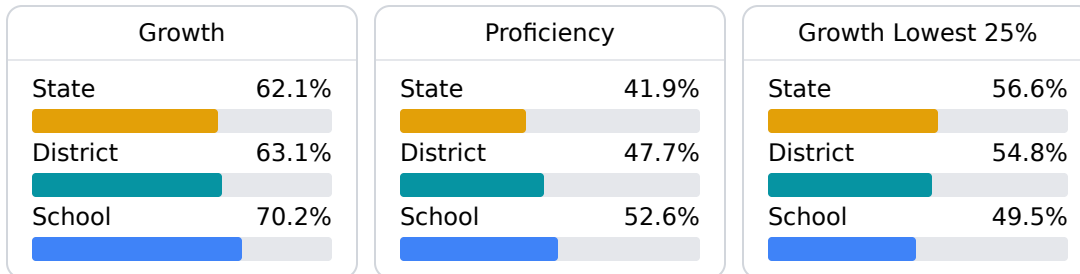 Growth
State 62.1%
District 63.1%
School 70.2%
Proficiency
State 41.9%
District 47.7%
School 52.6%
Growth Lowest 25%
State 56.6%
District 54.8%
School 49.5%